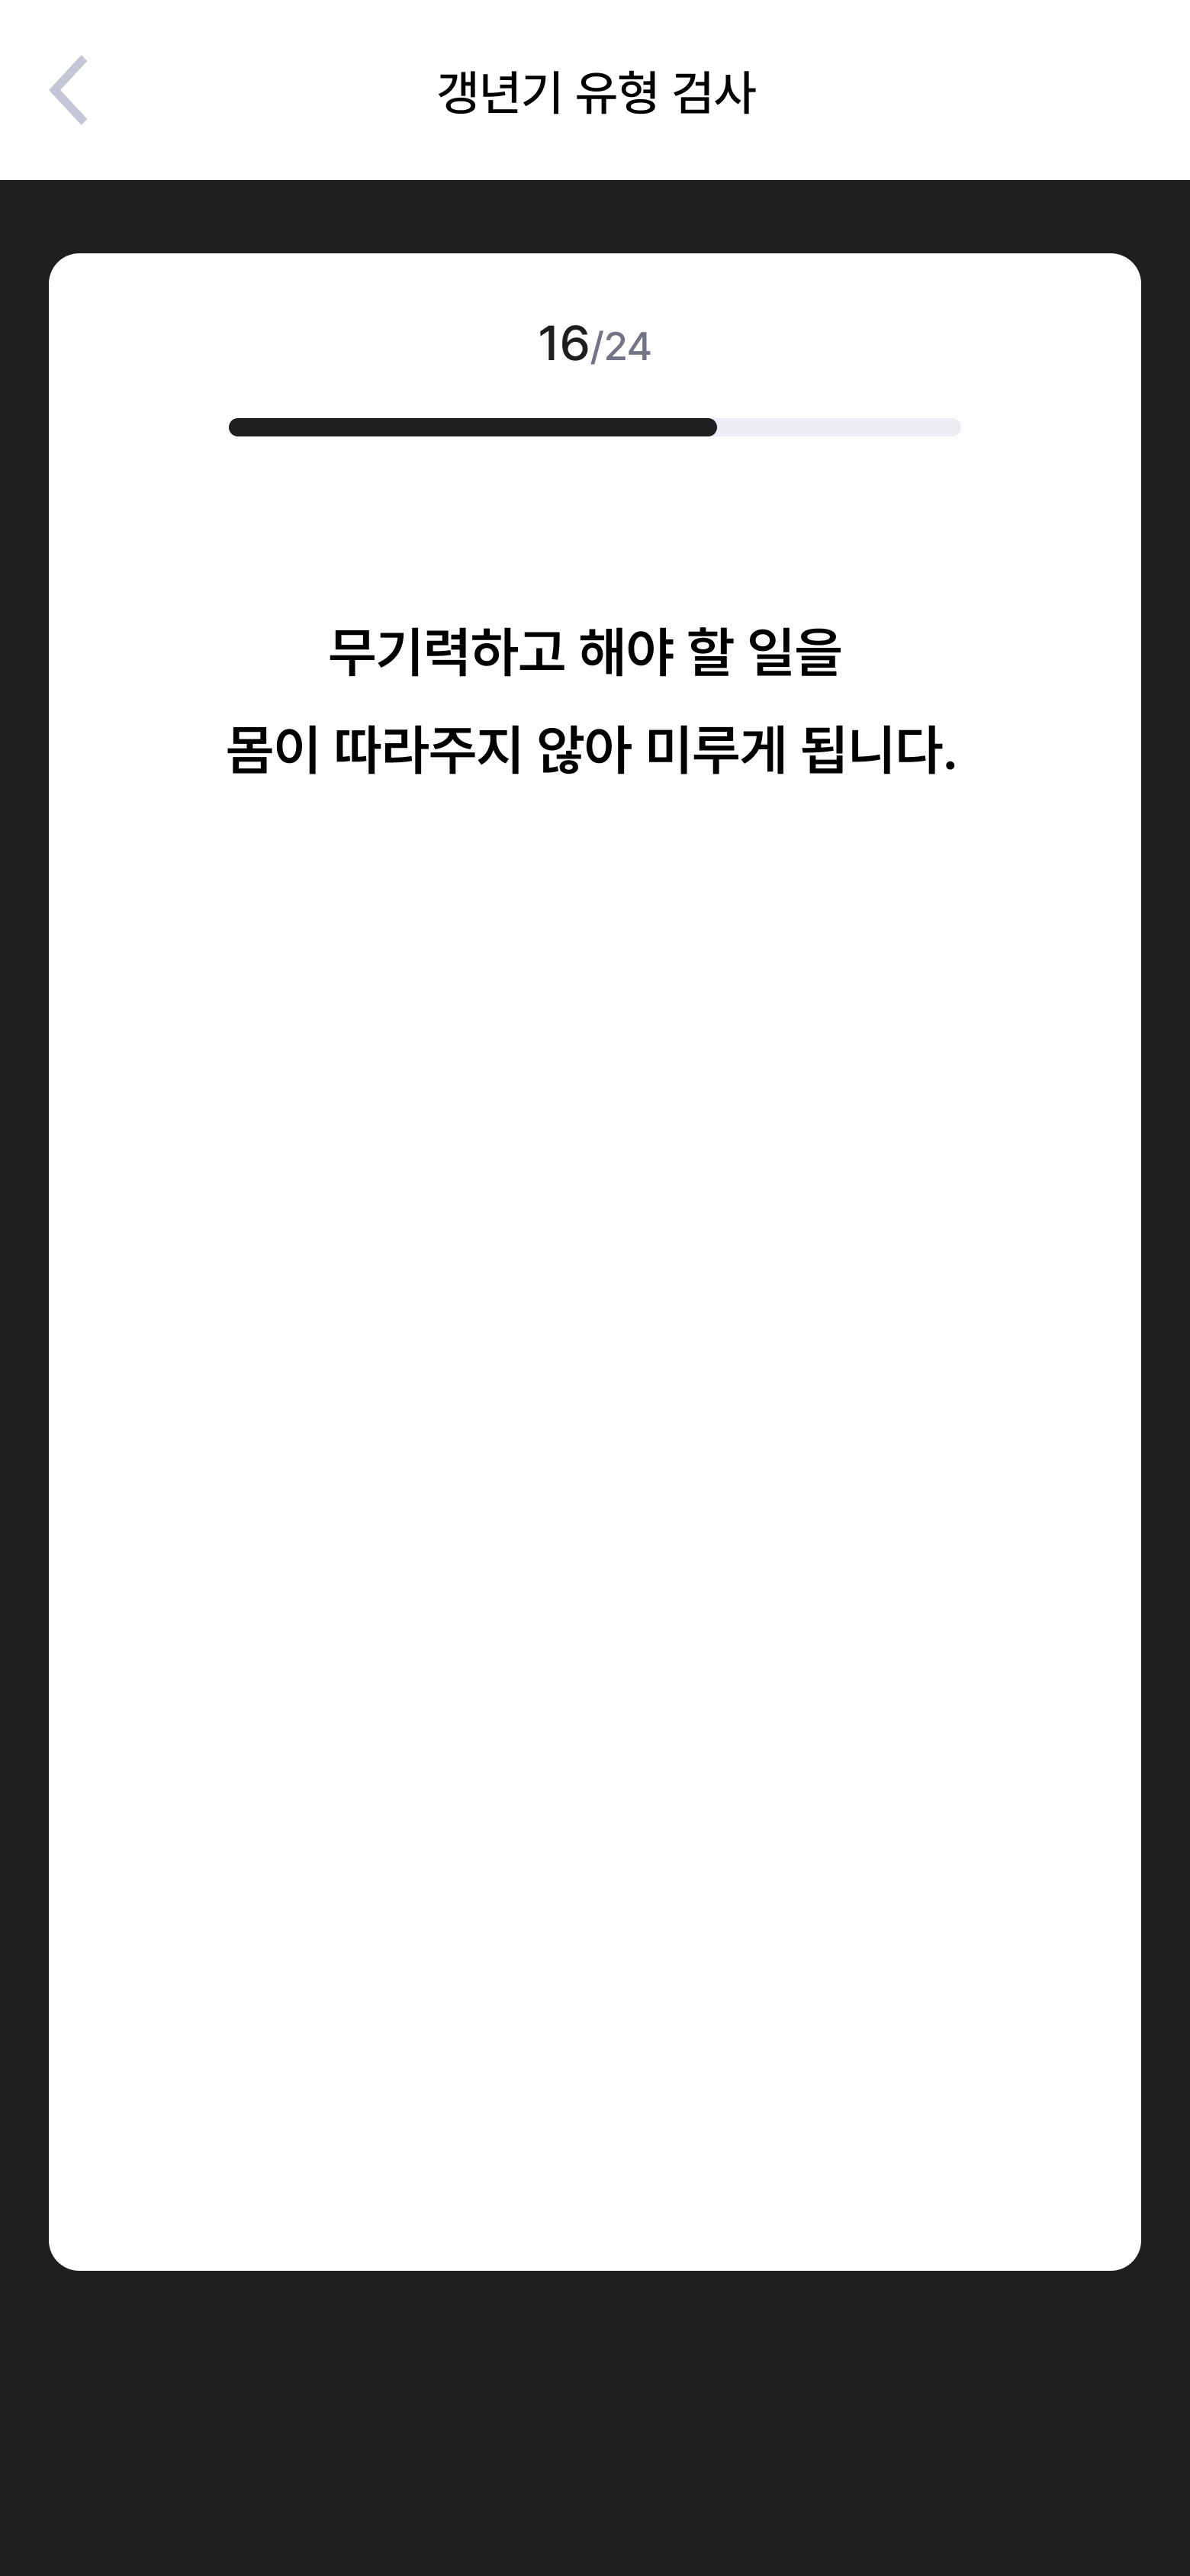 갱년기 유형 검사
16/24
무기력하고 해야 할 일을
몸이 따라주지 않아 미루게 됩니다.